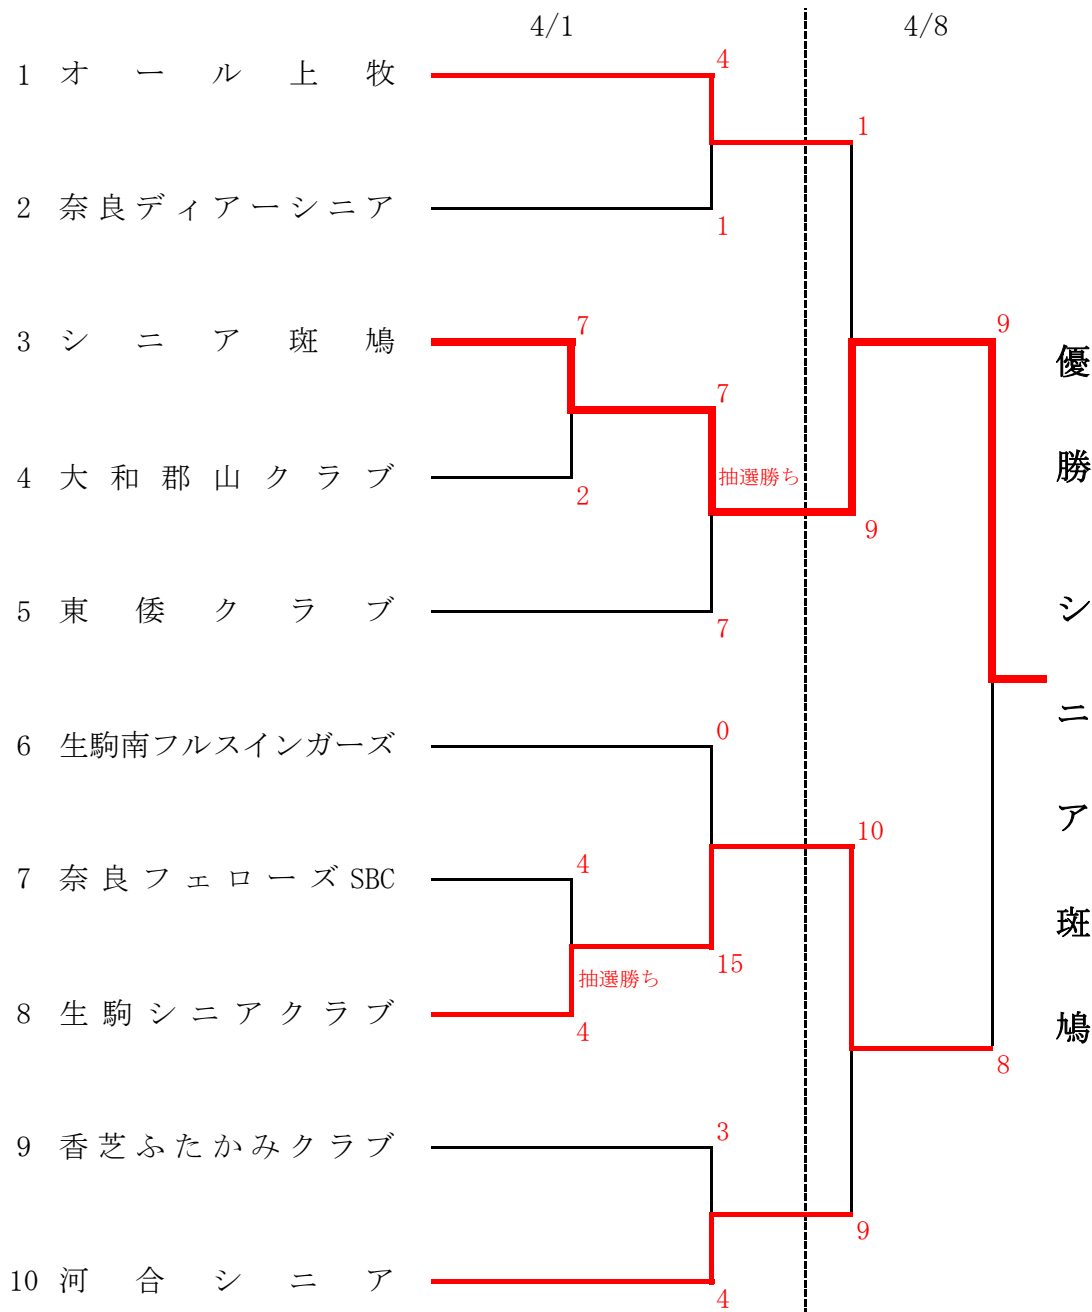 4/1 4/8
4
1 オール上牧
1
2 奈良ディアーシニア
1
3 シニア斑鳩
7
9
7
4 大和郡山クラブ
抽選勝ち
2
9
5 東倭クラブ
7
6 生駒南フルスインガーズ
0
10
7 奈良フェローズSBC
4
15
抽選勝ち
8 生駒シニアクラブ
4
8
9 香芝ふたかみクラブ
3
9
10 河合シニア
4
優勝シニア斑鳩